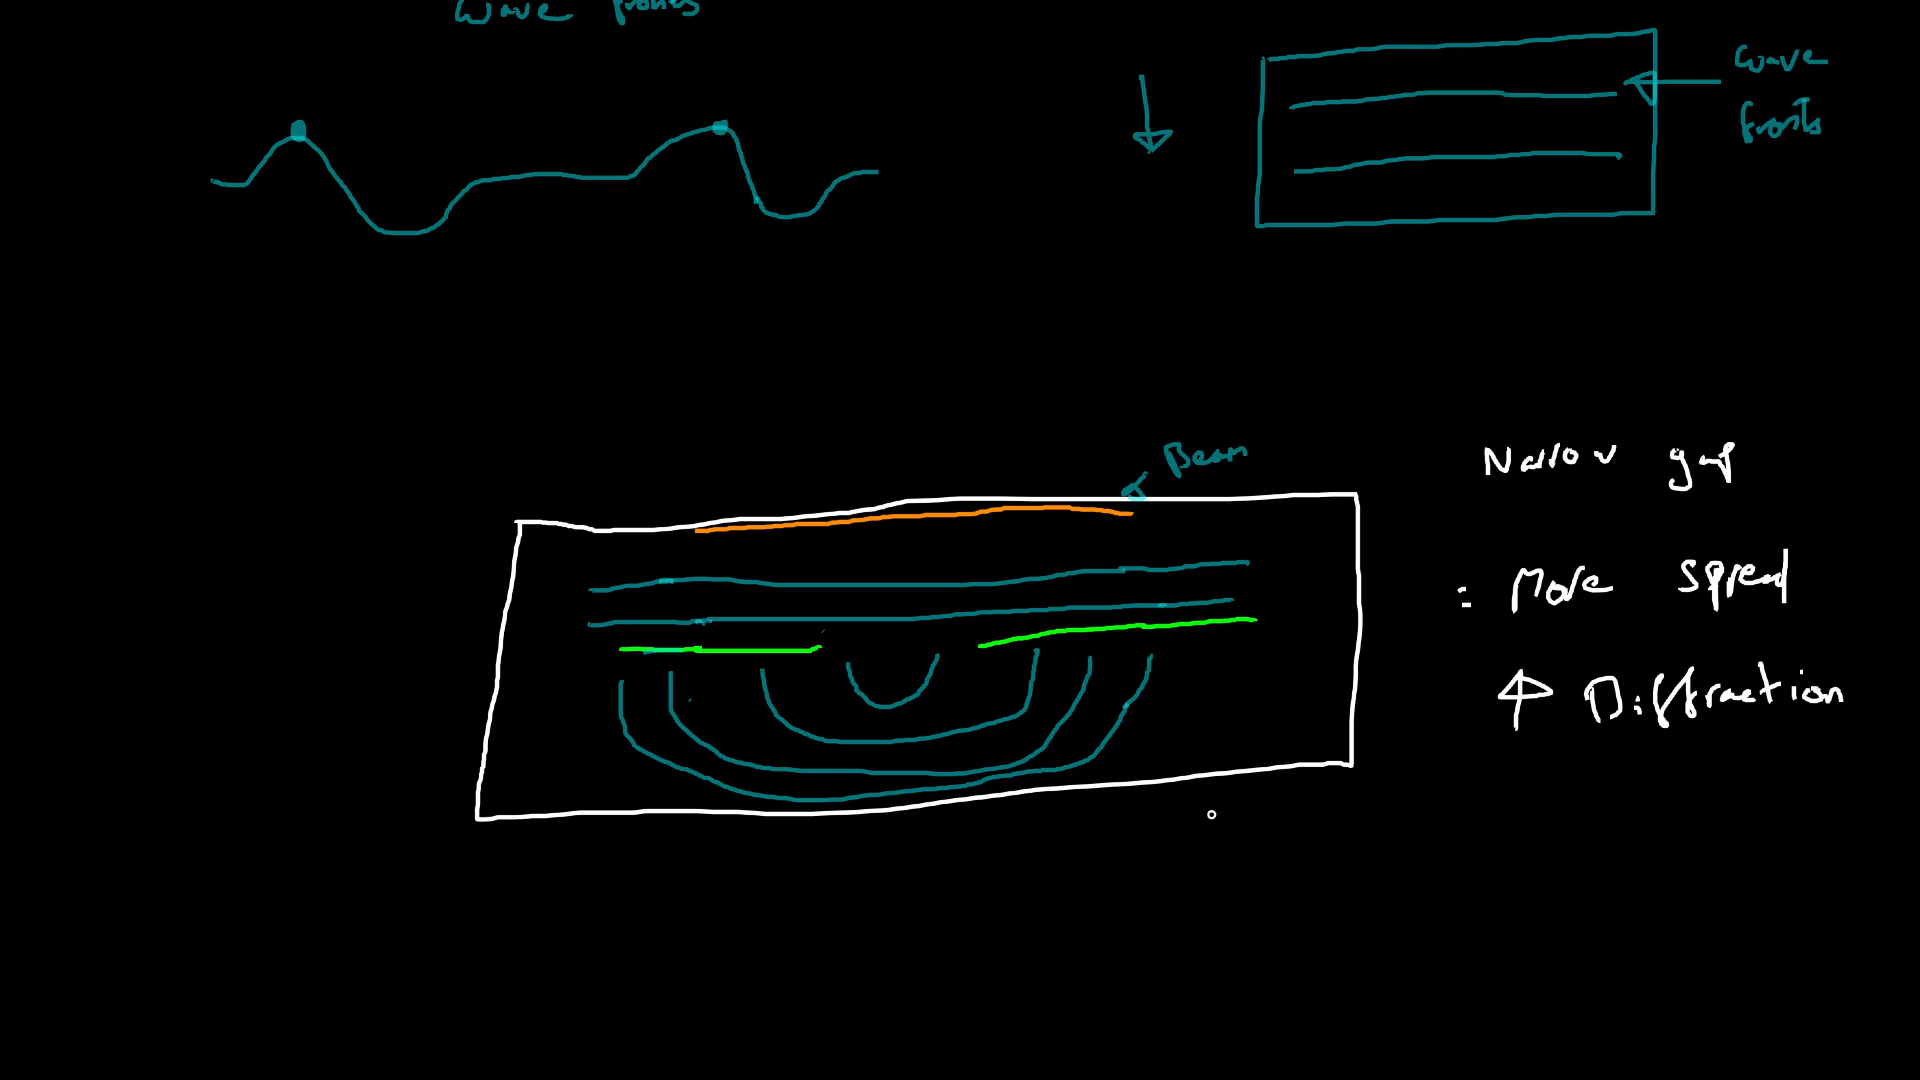 Wave fronts
Wave
fronts
Beam
Narrow gap
= More spread
↑ Diffraction